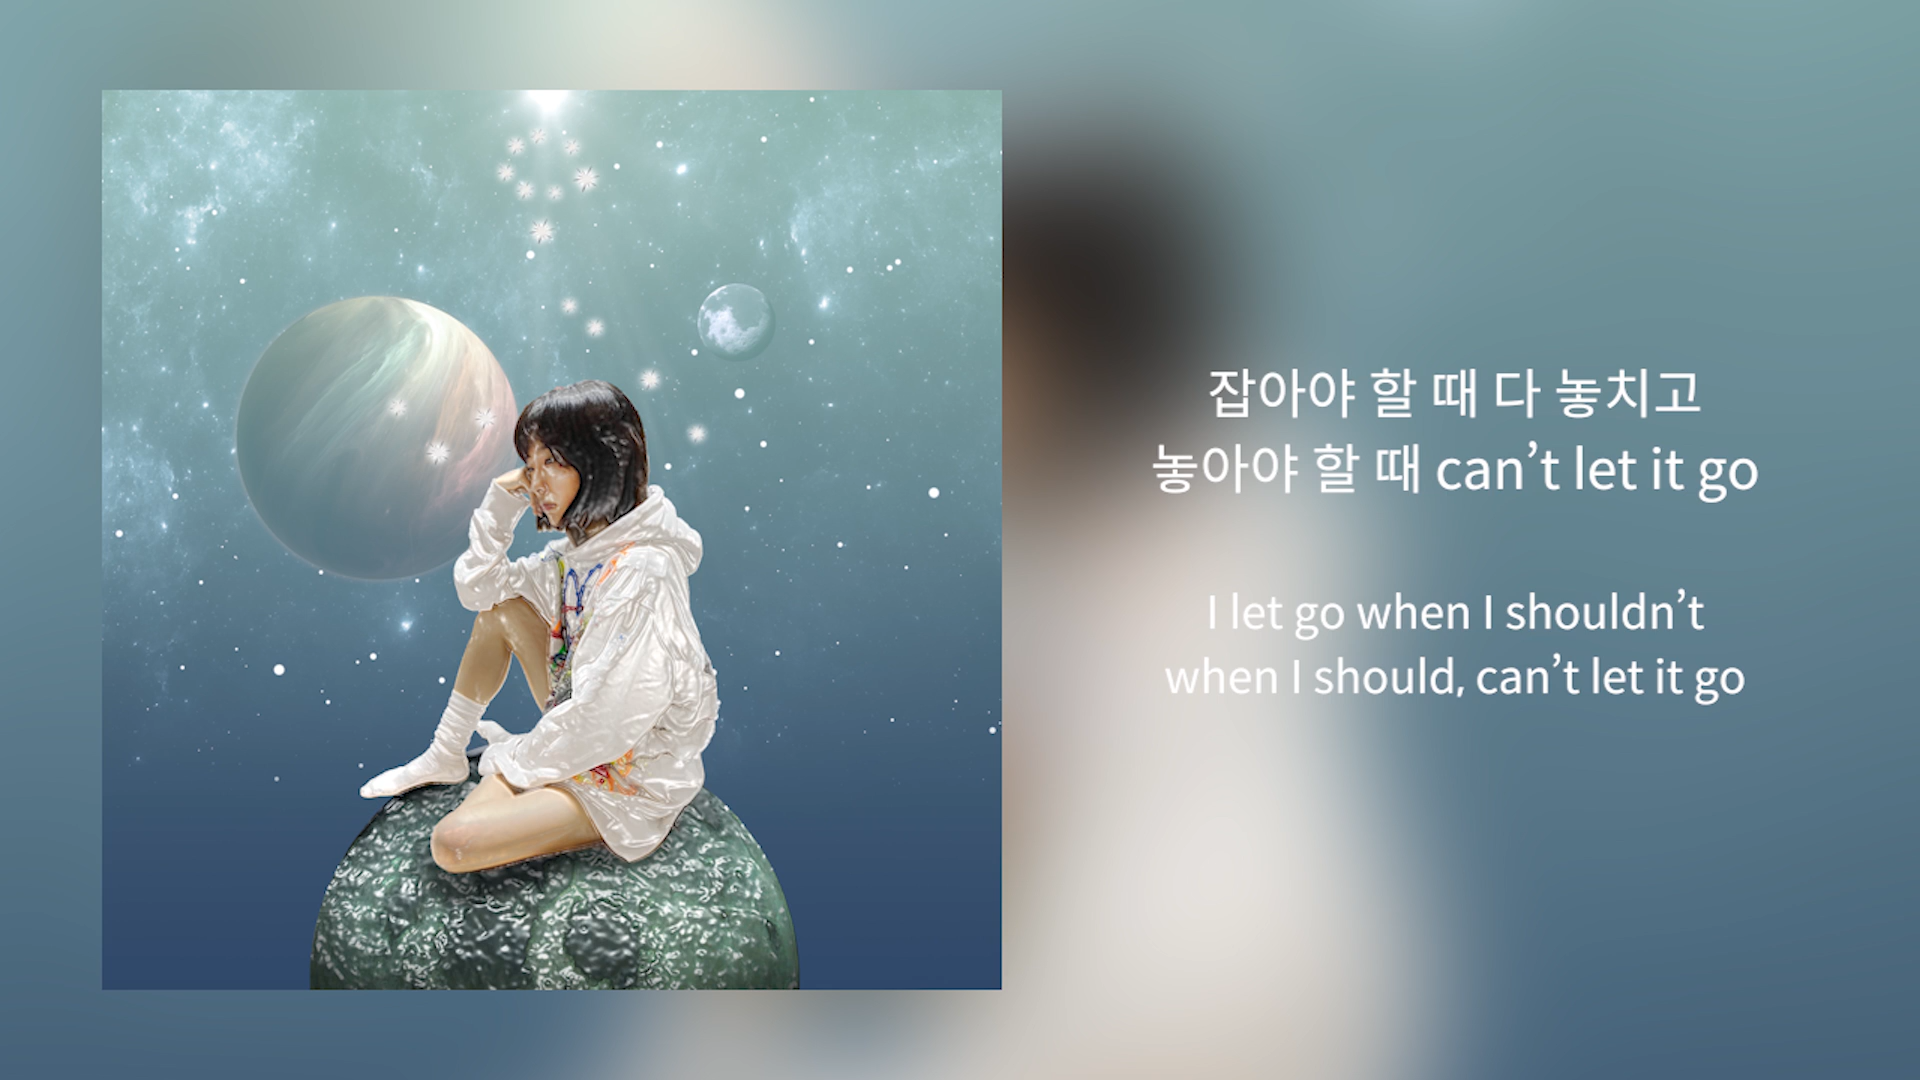 잡아야 할 때 다 놓치고
놓아야 할 때 can’t let it go
I let go when I shouldn’t
when I should, can’t let it go